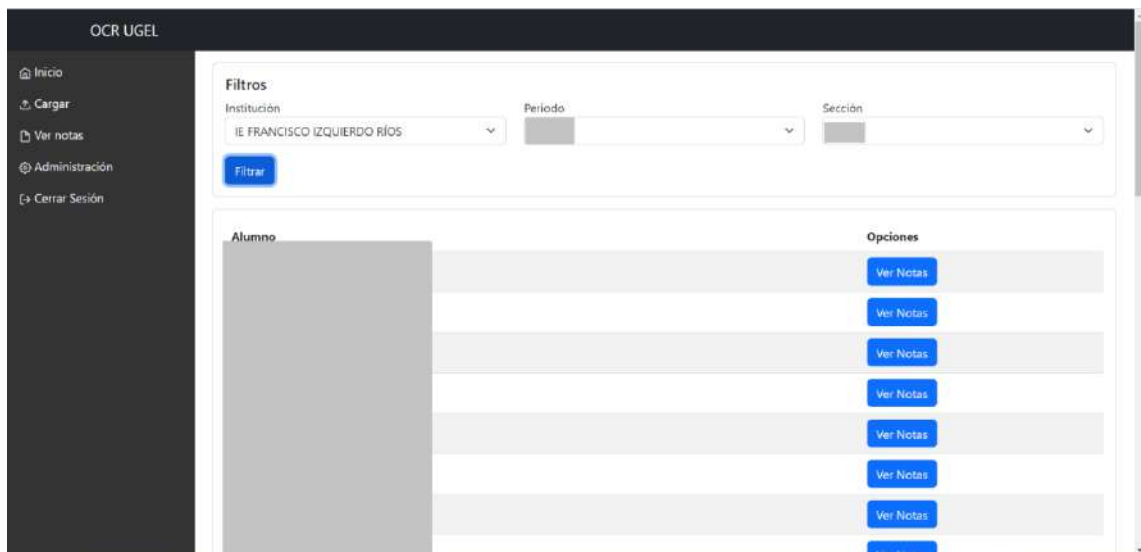 OCR UGEL
Inicio
Cargar
Ver notas
Administración
Cerrar Sesión
Filtros
Institución Periodo Sección
IE FRANCISCO IZQUIERDO RÍOS
Filtrar
Alumno Opciones
Ver Notas
Ver Notas
Ver Notas
Ver Notas
Ver Notas
Ver Notas
Ver Notas